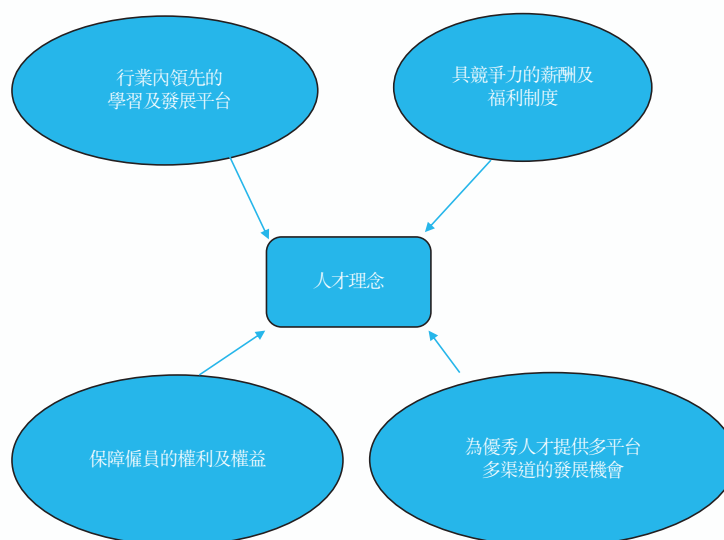 行業內領先的
學習及發展平台
具競爭力的薪酬及
福利制度
人才理念
保障僱員的權利及權益
為優秀人才提供多平台
多渠道的發展機會